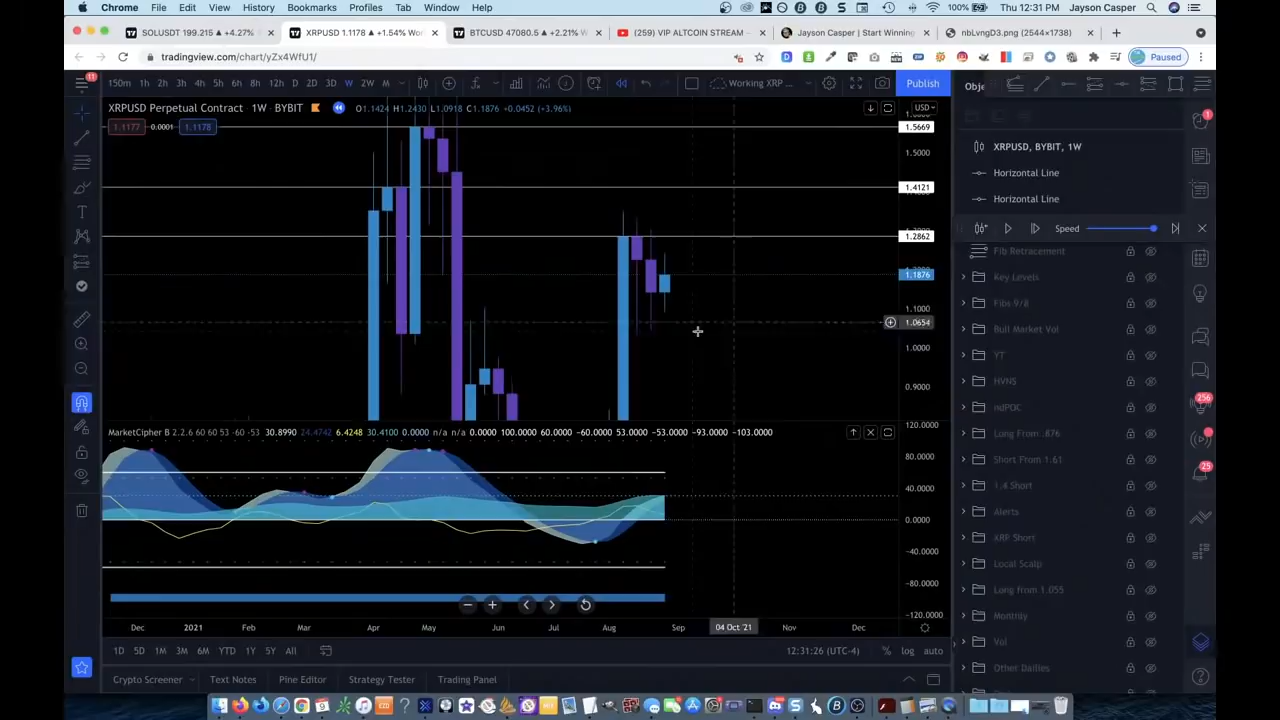 Chrome File Edit View History Bookmarks Profiles Tab Window Help 100% Thu 12:31 PM Jayson Casper
SOLUSDT 199.215 ▲ +4.27% XRPUSD 1.1178 ▲ +1.54% Wor BTCUSD 47080.5 ▲ +2.21% W (259) VIP ALTCOIN STREAM – Jayson Casper | Start Winning nbLvngD3.png (2544×1738)
tradingview.com/chart/yZx4WfU1/ Paused
11 150m 1h 2h 3h 4h 5h 6h 8h 12h D 2D 3D W 2W M Working XRP ... Publish Obje
XRPUSD Perpetual Contract · 1W · BYBIT O1.1424 H1.2430 L1.0918 C1.1876 +0.0452 (+3.96%) USD
1.1177 0.0001 1.1178
1.5669
1.5000
1.4121
1.2862
1.1876
1.1000
1.0654
1.0000
0.9000
XRPUSD, BYBIT, 1W
Horizontal Line
Horizontal Line
Speed
Fib Retracement
Key Levels
Fibs 9/8
Bull Market Vol
YT
HVNS
ndPOC
Long From .876
Short From 1.61
1.4 Short
Alerts
XRP Short
Local Scalp
Long from 1.055
Monthly
Vol
Other Dailies
1
256
25
MarketCipher B 2.2.6 60 60 53 -60 -53 30.8990 24.4742 6.4248 30.4100 0.0000 n/a n/a 0.0000 100.0000 60.0000 −60.0000 53.0000 −53.0000 −93.0000 −103.0000
120.0000
80.0000
40.0000
0.0000
−40.0000
−80.0000
−120.0000
Dec 2021 Feb Mar Apr May Jun Jul Aug Sep 04 Oct '21 Nov Dec
1D 5D 1M 3M 6M YTD 1Y 5Y All 12:31:26 (UTC-4) % log auto
Crypto Screener Text Notes Pine Editor Strategy Tester Trading Panel